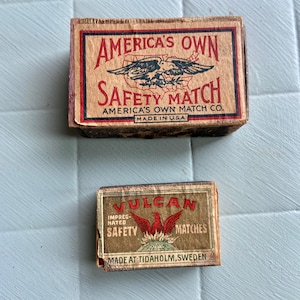 AMERICA'S OWN
SAFETY MATCH
AMERICA'S OWN MATCH CO.
MADE IN U.S.A.
VULCAN
IMPREG-
NATED
SAFETY MATCHES
MADE AT TIDAHOLM, SWEDEN